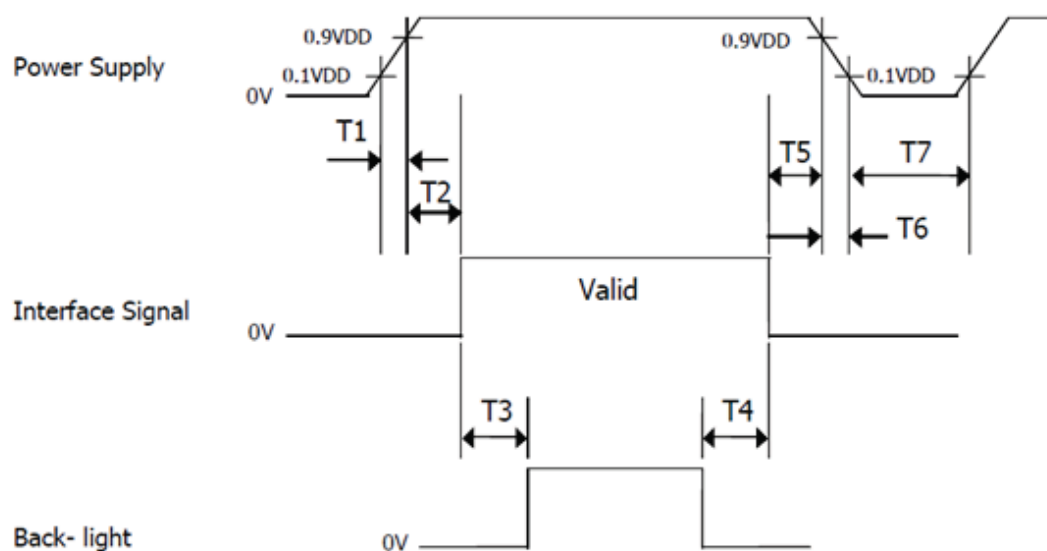 0.9VDD
0.9VDD
Power Supply
0.1VDD
0.1VDD
0V
T1
T5
T7
T2
T6
Valid
Interface Signal
0V
T3
T4
Back- light
0V